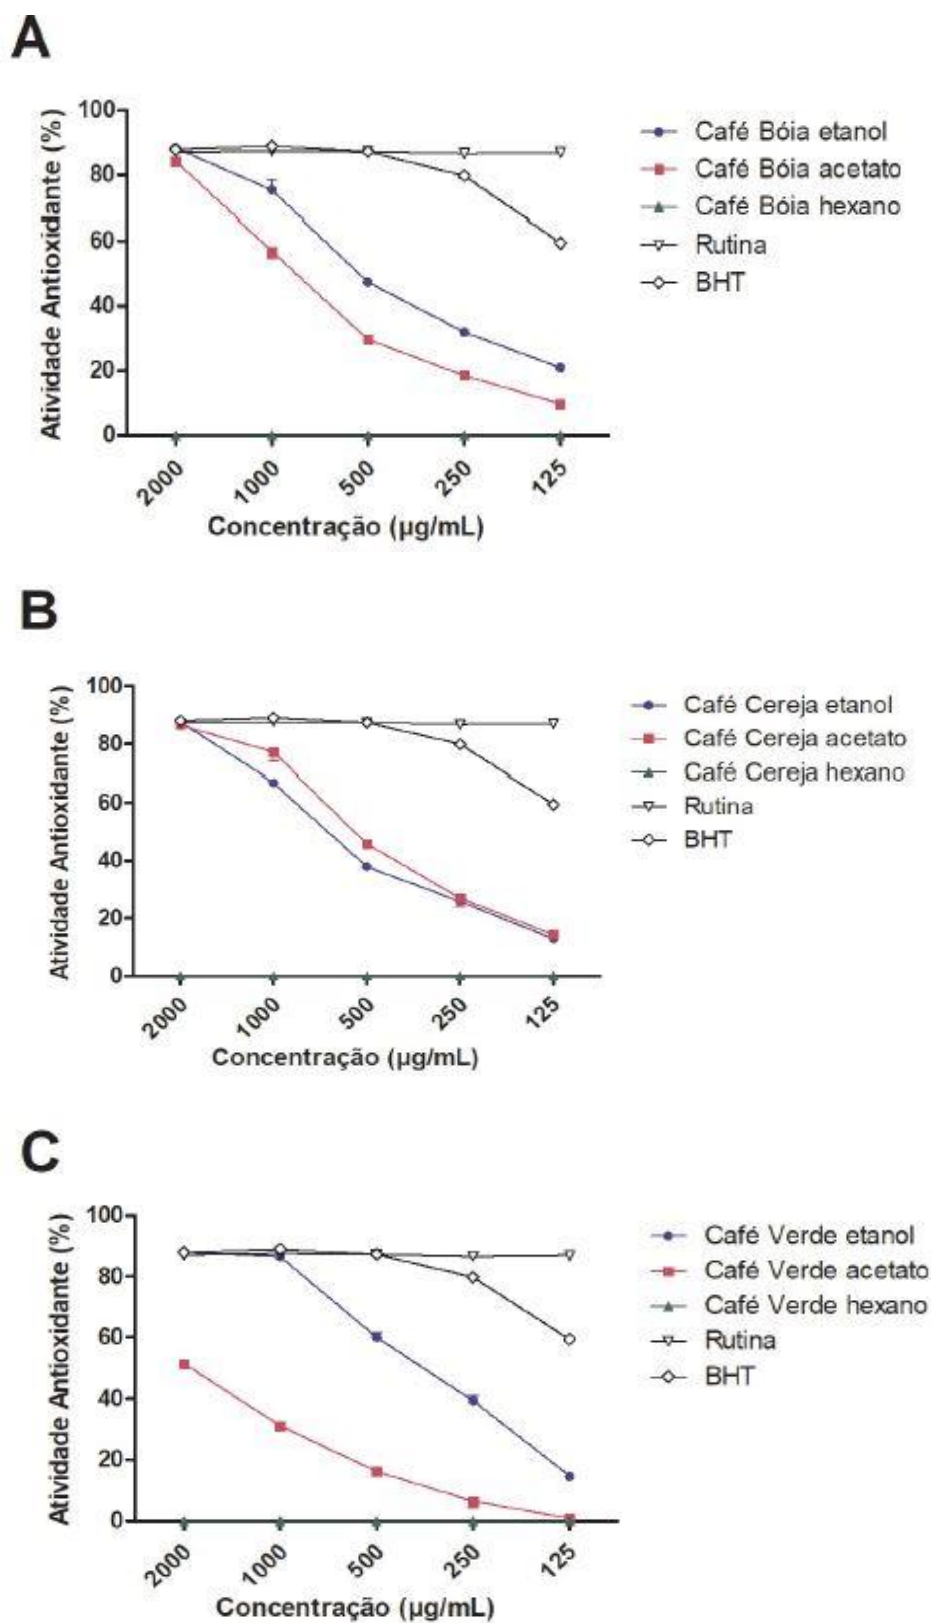 A
Atividade Antioxidante (%)
100
80
60
40
20
0
2000
1000
500
250
125
Concentração (µg/mL)
Café Bóia etanol
Café Bóia acetato
Café Bóia hexano
Rutina
BHT
B
Atividade Antioxidante (%)
100
80
60
40
20
0
2000
1000
500
250
125
Concentração (µg/mL)
Café Cereja etanol
Café Cereja acetato
Café Cereja hexano
Rutina
BHT
C
Atividade Antioxidante (%)
100
80
60
40
20
0
2000
1000
500
250
125
Concentração (µg/mL)
Café Verde etanol
Café Verde acetato
Café Verde hexano
Rutina
BHT